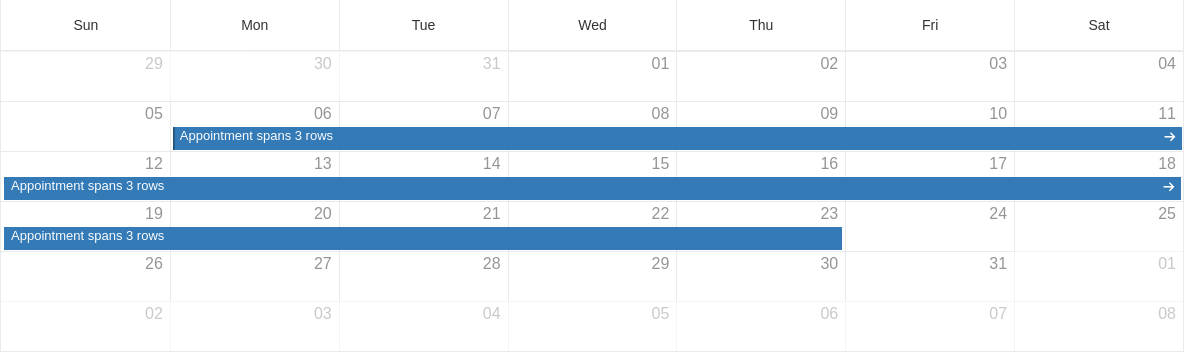 Sun Mon Tue Wed Thu Fri Sat
29 30 31 01 02 03 04
05 06 07 08 09 10 11
Appointment spans 3 rows
12 13 14 15 16 17 18
Appointment spans 3 rows
19 20 21 22 23 24 25
Appointment spans 3 rows
26 27 28 29 30 31 01
02 03 04 05 06 07 08